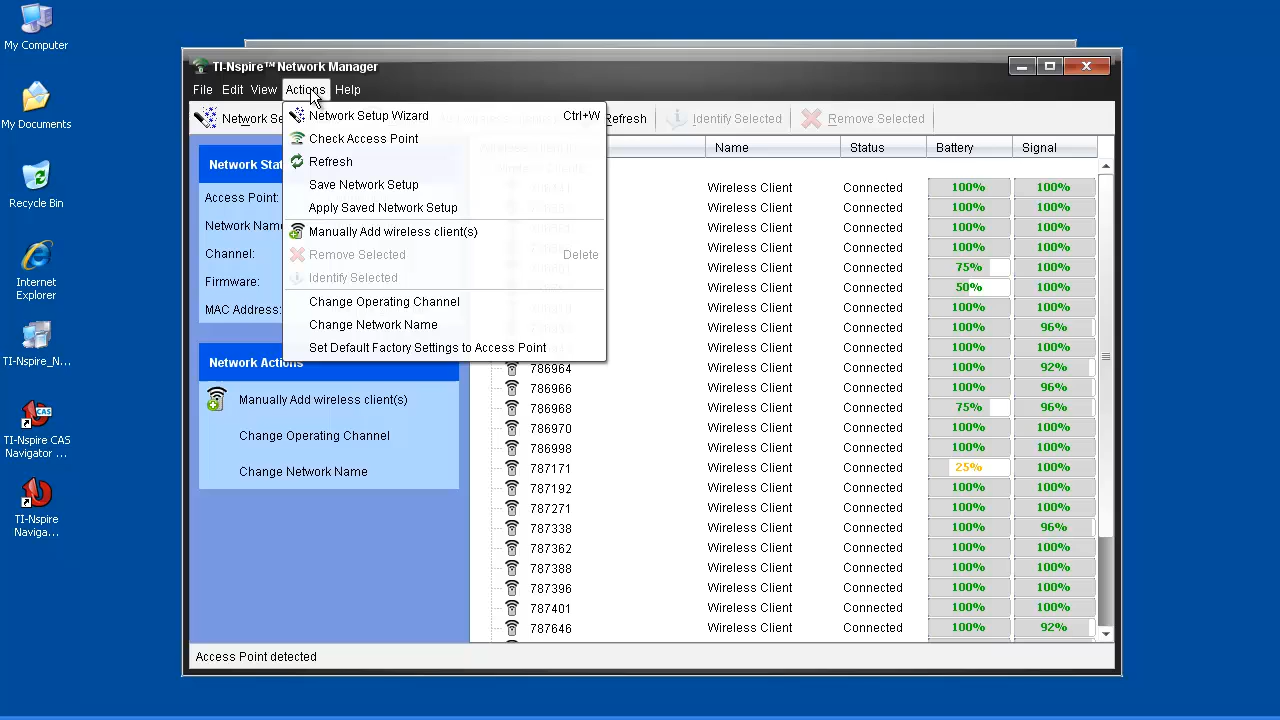 My Computer
My Documents
Recycle Bin
Internet
Explorer
TI-Nspire_N...
TI-Nspire CAS
Navigator ...
TI-Nspire
Naviga...
TI-Nspire™ Network Manager
File Edit View Actions Help
Network Se
Refresh Identify Selected Remove Selected
Network Setup Wizard Ctrl+W
Check Access Point
Refresh
Save Network Setup
Apply Saved Network Setup
Manually Add wireless client(s)
Remove Selected Delete
Identify Selected
Change Operating Channel
Change Network Name
Set Default Factory Settings to Access Point
Network Stat
Access Point:
Network Name
Channel:
Firmware:
MAC Address:
Network Actions
Manually Add wireless client(s)
Change Operating Channel
Change Network Name
Name Status Battery Signal
Wireless Client Connected 100% 100%
Wireless Client Connected 100% 100%
Wireless Client Connected 100% 100%
Wireless Client Connected 100% 100%
Wireless Client Connected 75% 100%
Wireless Client Connected 50% 100%
Wireless Client Connected 100% 100%
Wireless Client Connected 100% 96%
Wireless Client Connected 100% 100%
786964 Wireless Client Connected 100% 92%
786966 Wireless Client Connected 100% 96%
786968 Wireless Client Connected 75% 96%
786970 Wireless Client Connected 100% 100%
786998 Wireless Client Connected 100% 100%
787171 Wireless Client Connected 25% 100%
787192 Wireless Client Connected 100% 100%
787271 Wireless Client Connected 100% 100%
787338 Wireless Client Connected 100% 96%
787362 Wireless Client Connected 100% 100%
787388 Wireless Client Connected 100% 100%
787396 Wireless Client Connected 100% 100%
787401 Wireless Client Connected 100% 100%
787646 Wireless Client Connected 100% 92%
Access Point detected